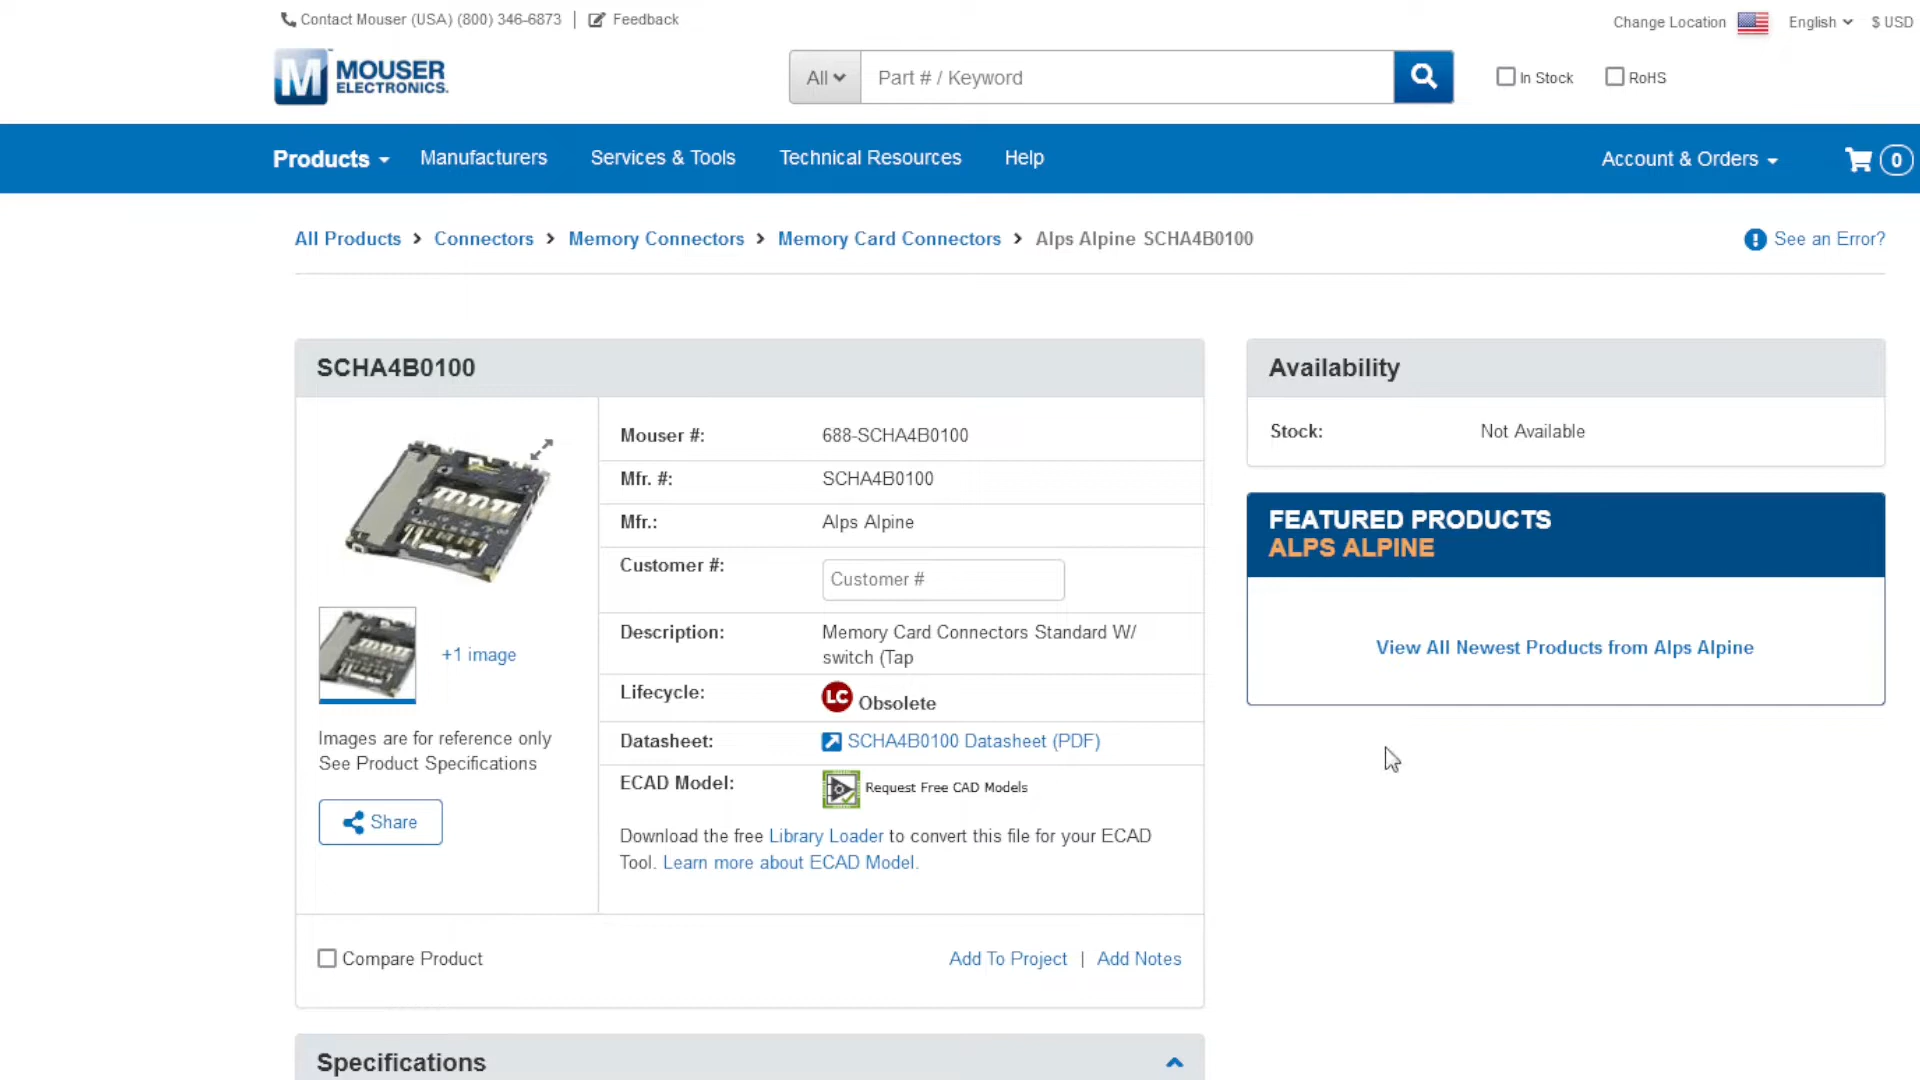 Contact Mouser (USA) (800) 346-6873 | Feedback
Change Location English $ USD
M MOUSER ELECTRONICS.
All Part # / Keyword
In Stock RoHS
Products Manufacturers Services & Tools Technical Resources Help
Account & Orders 0
All Products > Connectors > Memory Connectors > Memory Card Connectors > Alps Alpine SCHA4B0100
See an Error?
SCHA4B0100
+1 image
Images are for reference only
See Product Specifications
Share
Mouser #: 688-SCHA4B0100
Mfr. #: SCHA4B0100
Mfr.: Alps Alpine
Customer #: Customer #
Description: Memory Card Connectors Standard W/
switch (Tap
Lifecycle: LC Obsolete
Datasheet: SCHA4B0100 Datasheet (PDF)
ECAD Model: Request Free CAD Models
Download the free Library Loader to convert this file for your ECAD
Tool. Learn more about ECAD Model.
Compare Product
Add To Project | Add Notes
Specifications
Availability
Stock: Not Available
FEATURED PRODUCTS
ALPS ALPINE
View All Newest Products from Alps Alpine